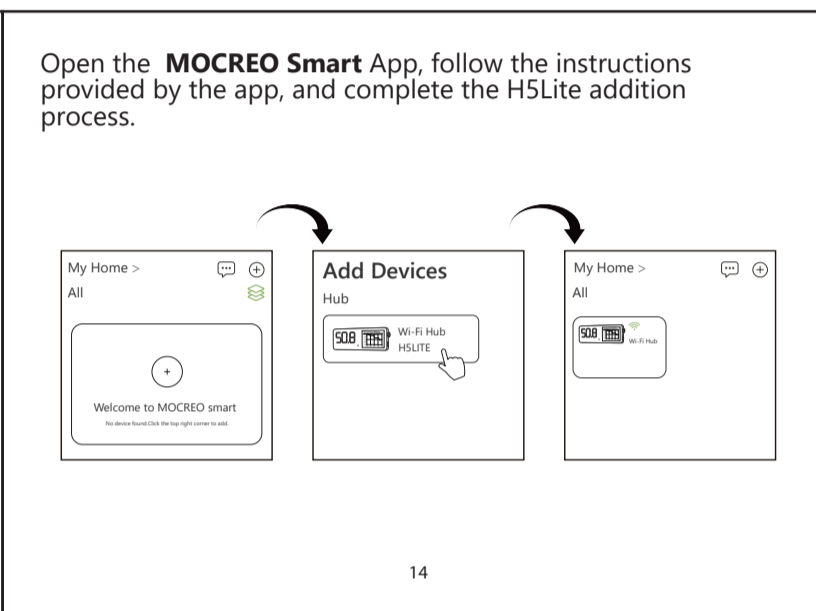 Open the MOCREO Smart App, follow the instructions
provided by the app, and complete the H5Lite addition
process.
My Home >
All
Welcome to MOCREO smart
No device found.Click the top right corner to add.
Add Devices
Hub
50.8
Wi-Fi Hub
H5LITE
My Home >
All
50.8
Wi-Fi Hub
14